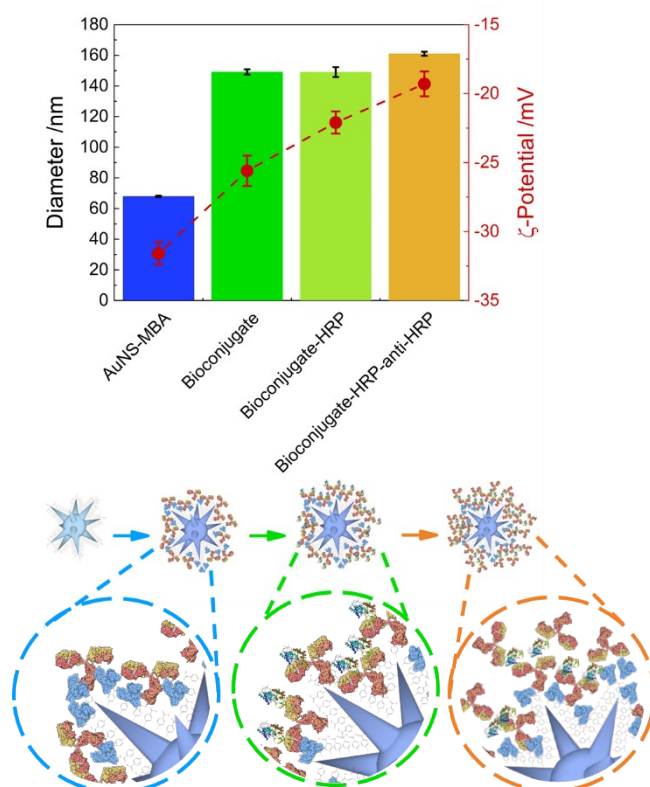 180
160
140
120
100
80
60
40
20
0
Diameter /nm
-15
-20
-25
-30
-35
ζ-Potential /mV
AuNS-MBA
Bioconjugate
Bioconjugate-HRP
Bioconjugate-HRP-anti-HRP